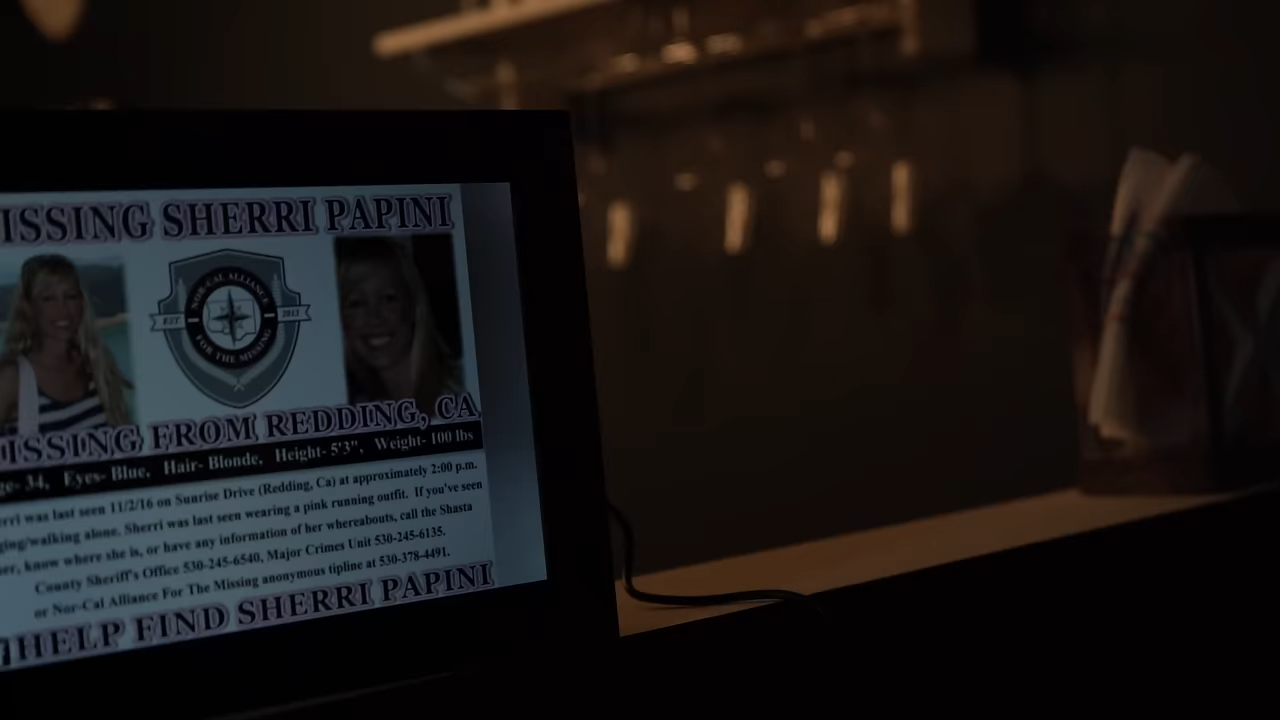 ISSING SHERRI PAPINI
NOR-CAL ALLIANCE
EST 2013
FOR THE MISSING
ISSING FROM REDDING, CA
ge- 34, Eyes- Blue, Hair- Blonde, Height- 5'3", Weight- 100 lbs
erri was last seen 11/2/16 on Sunrise Drive (Redding, Ca) at approximately 2:00 p.m.
ging/walking alone. Sherri was last seen wearing a pink running outfit. If you've seen
er, know where she is, or have any information of her whereabouts, call the Shasta
County Sheriff's Office 530-245-6540, Major Crimes Unit 530-245-6135.
or Nor-Cal Alliance For The Missing anonymous tipline at 530-378-4491.
HELP FIND SHERRI PAPINI